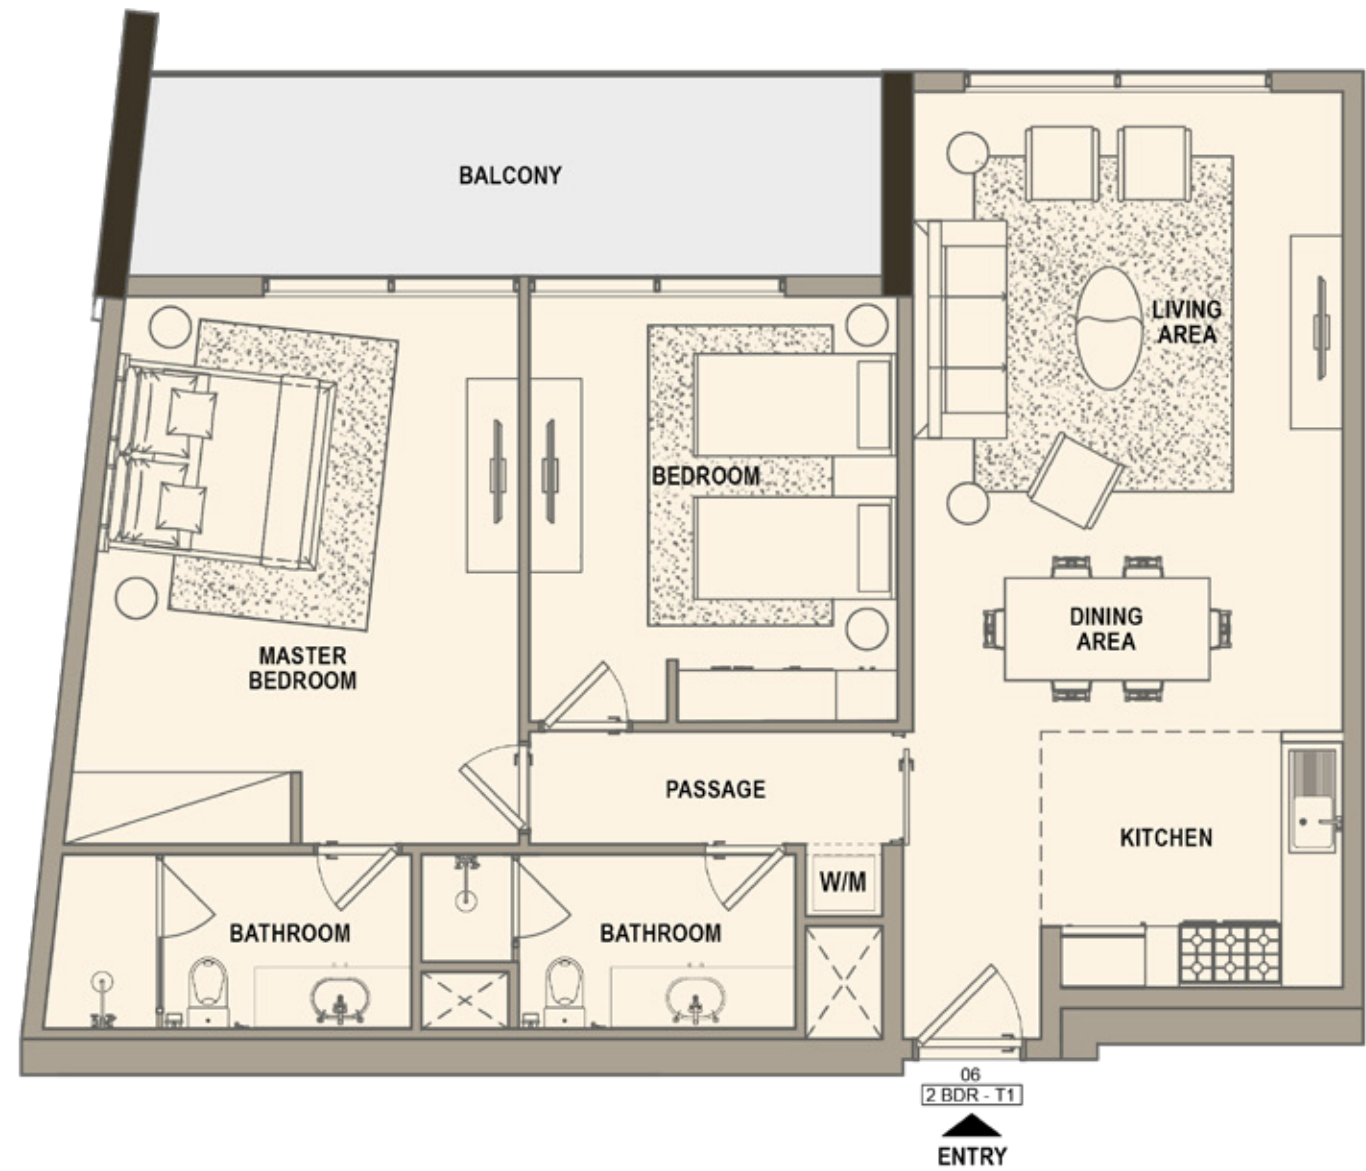 BALCONY
LIVING
AREA
BEDROOM
DINING
AREA
MASTER
BEDROOM
PASSAGE
KITCHEN
W/M
BATHROOM
BATHROOM
06
2 BDR - T1
ENTRY